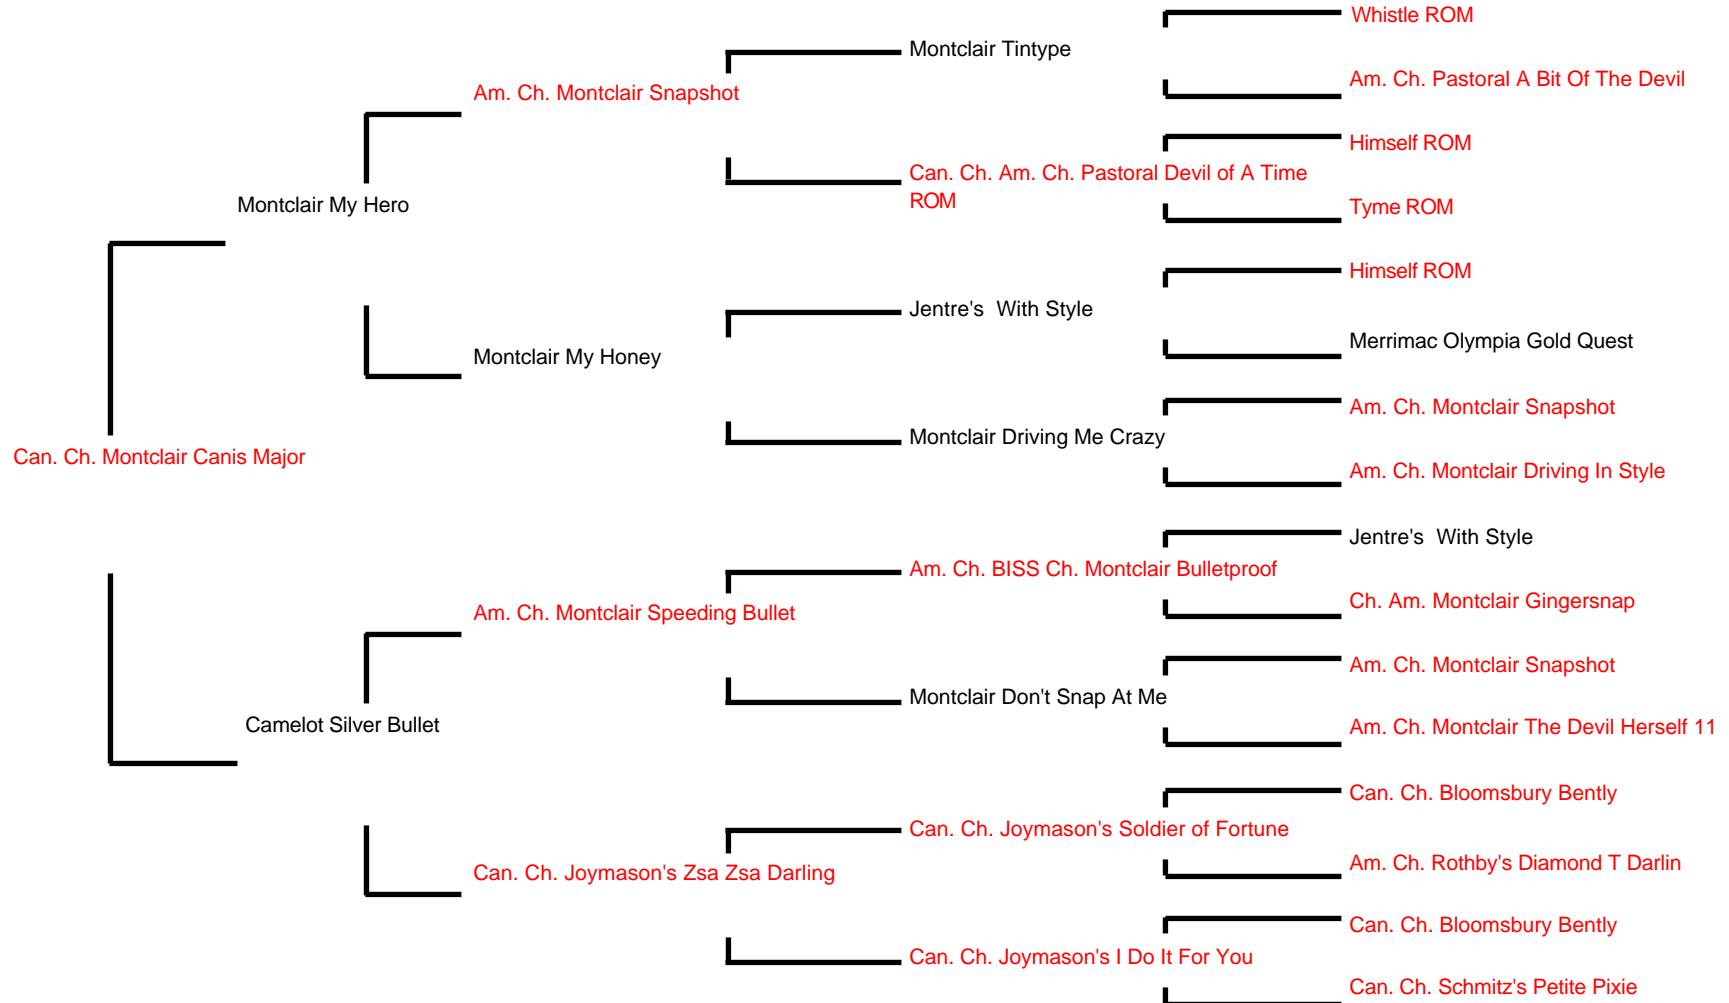 Whistle ROM
Montclair Tintype
Am. Ch. Pastoral A Bit Of The Devil
Am. Ch. Montclair Snapshot
Himself ROM
Can. Ch. Am. Ch. Pastoral Devil of A Time
ROM
Tyme ROM
Montclair My Hero
Himself ROM
Jentre's With Style
Merrimac Olympia Gold Quest
Montclair My Honey
Am. Ch. Montclair Snapshot
Montclair Driving Me Crazy
Am. Ch. Montclair Driving In Style
Can. Ch. Montclair Canis Major
Jentre's With Style
Am. Ch. BISS Ch. Montclair Bulletproof
Ch. Am. Montclair Gingersnap
Am. Ch. Montclair Speeding Bullet
Am. Ch. Montclair Snapshot
Montclair Don't Snap At Me
Am. Ch. Montclair The Devil Herself 11
Camelot Silver Bullet
Can. Ch. Bloomsbury Bently
Can. Ch. Joymason's Soldier of Fortune
Am. Ch. Rothby's Diamond T Darlin
Can. Ch. Joymason's Zsa Zsa Darling
Can. Ch. Bloomsbury Bently
Can. Ch. Joymason's I Do It For You
Can. Ch. Schmitz's Petite Pixie